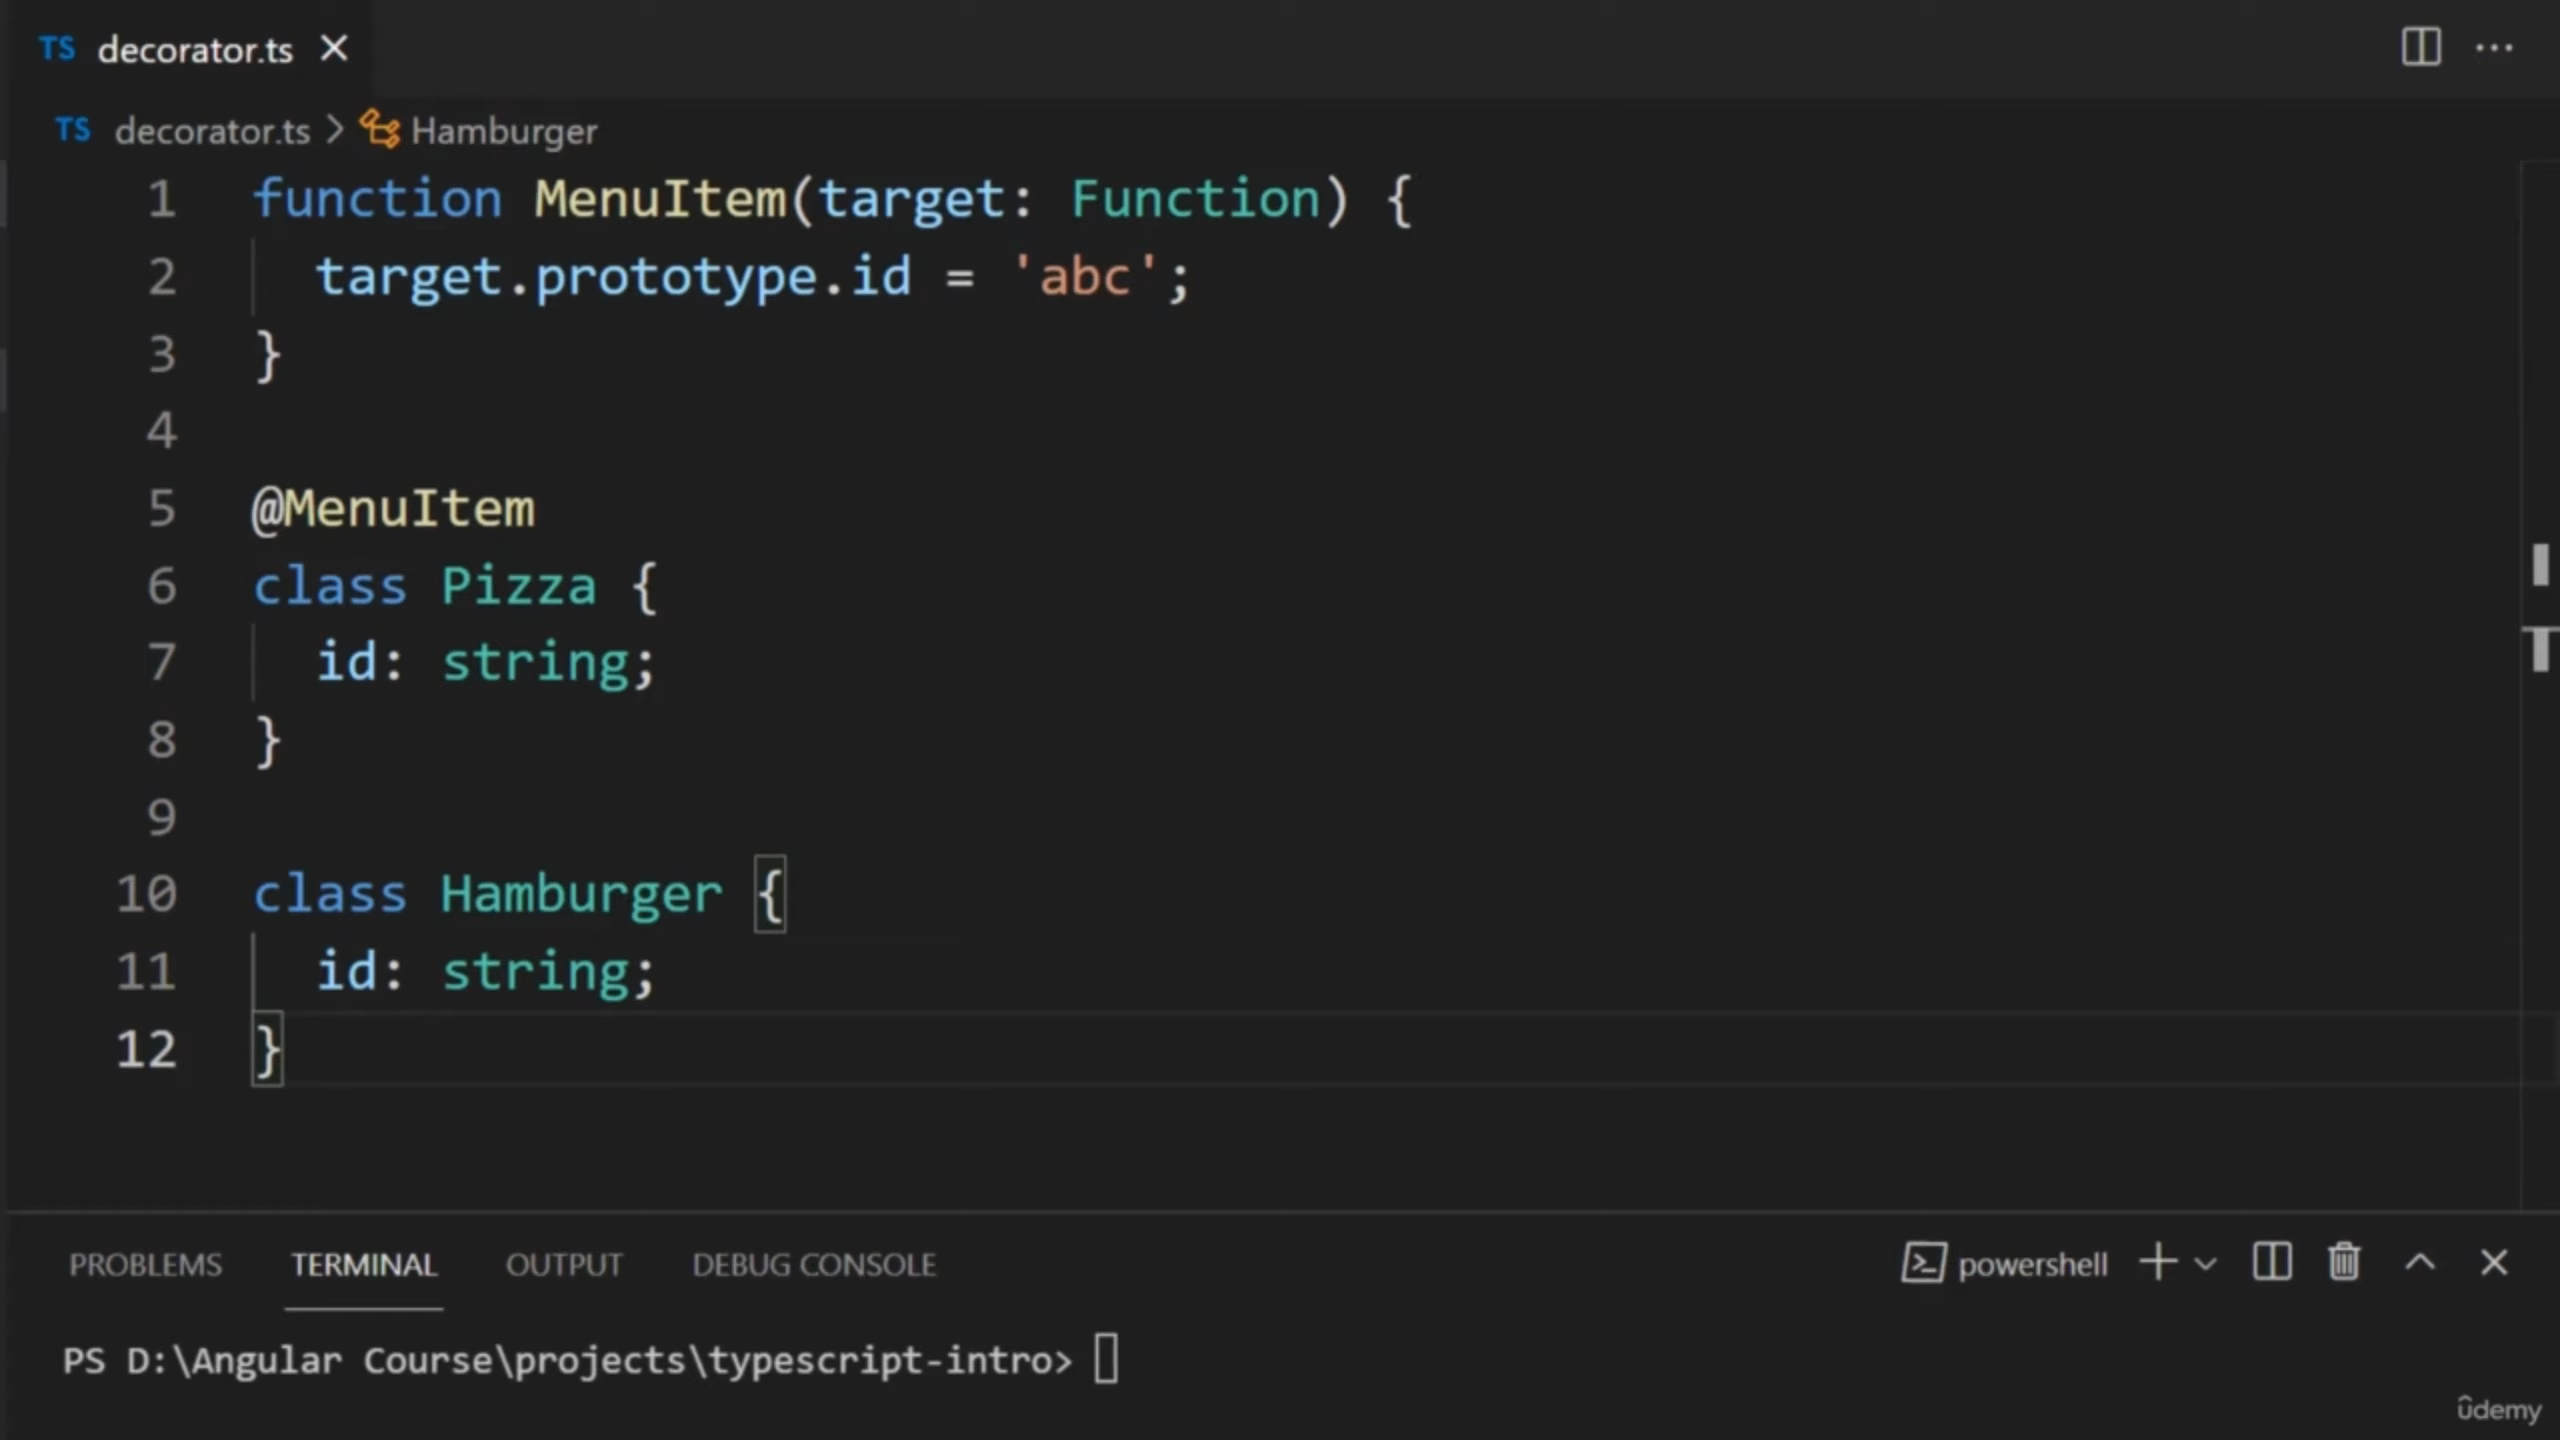 TS decorator.ts
TS decorator.ts > Hamburger
1 function MenuItem(target: Function) {
2 target.prototype.id = 'abc';
3 }
4
5 @MenuItem
6 class Pizza {
7 id: string;
8 }
9
10 class Hamburger {
11 id: string;
12 }
PROBLEMS TERMINAL OUTPUT DEBUG CONSOLE powershell
PS D:\Angular Course\projects\typescript-intro>
ûdemy